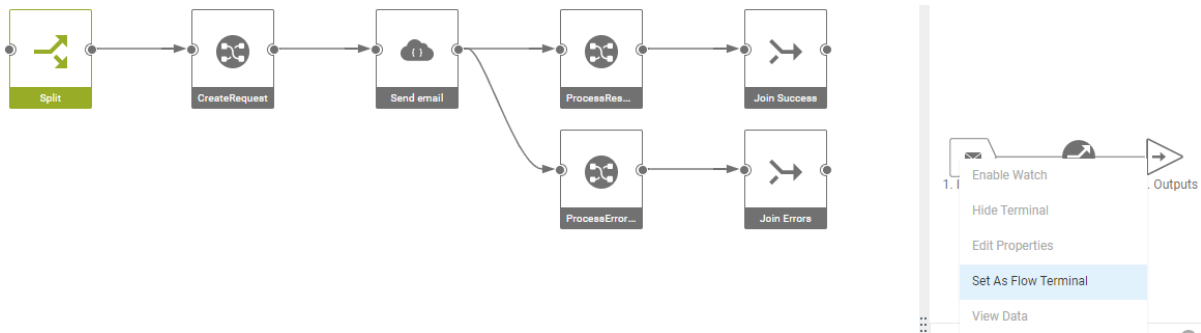 Split
CreateRequest
Send email
ProcessRes...
Join Success
ProcessError...
Join Errors
1.
. Outputs
Enable Watch
Hide Terminal
Edit Properties
Set As Flow Terminal
View Data